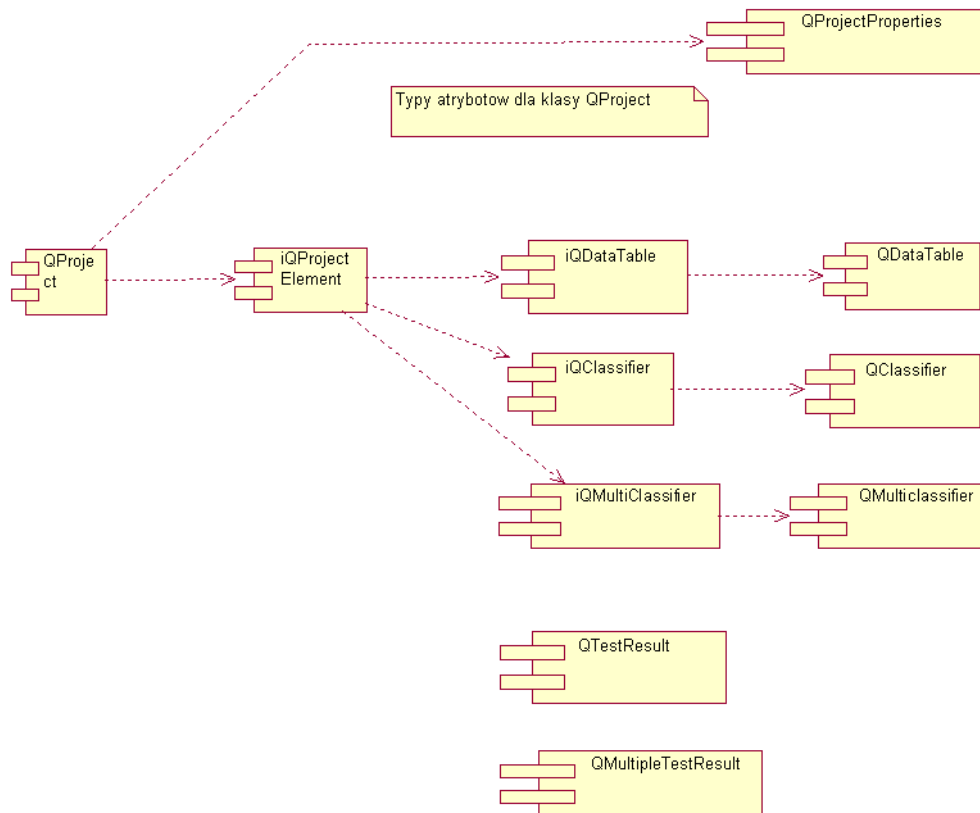 QProjectProperties
Typy atrybotow dla klasy QProject
QProje
ct
iQProject
Element
iQDataTable
QDataTable
iQClassifier
QClassifier
iQMultiClassifier
QMulticlassifier
QTestResult
QMultipleTestResult